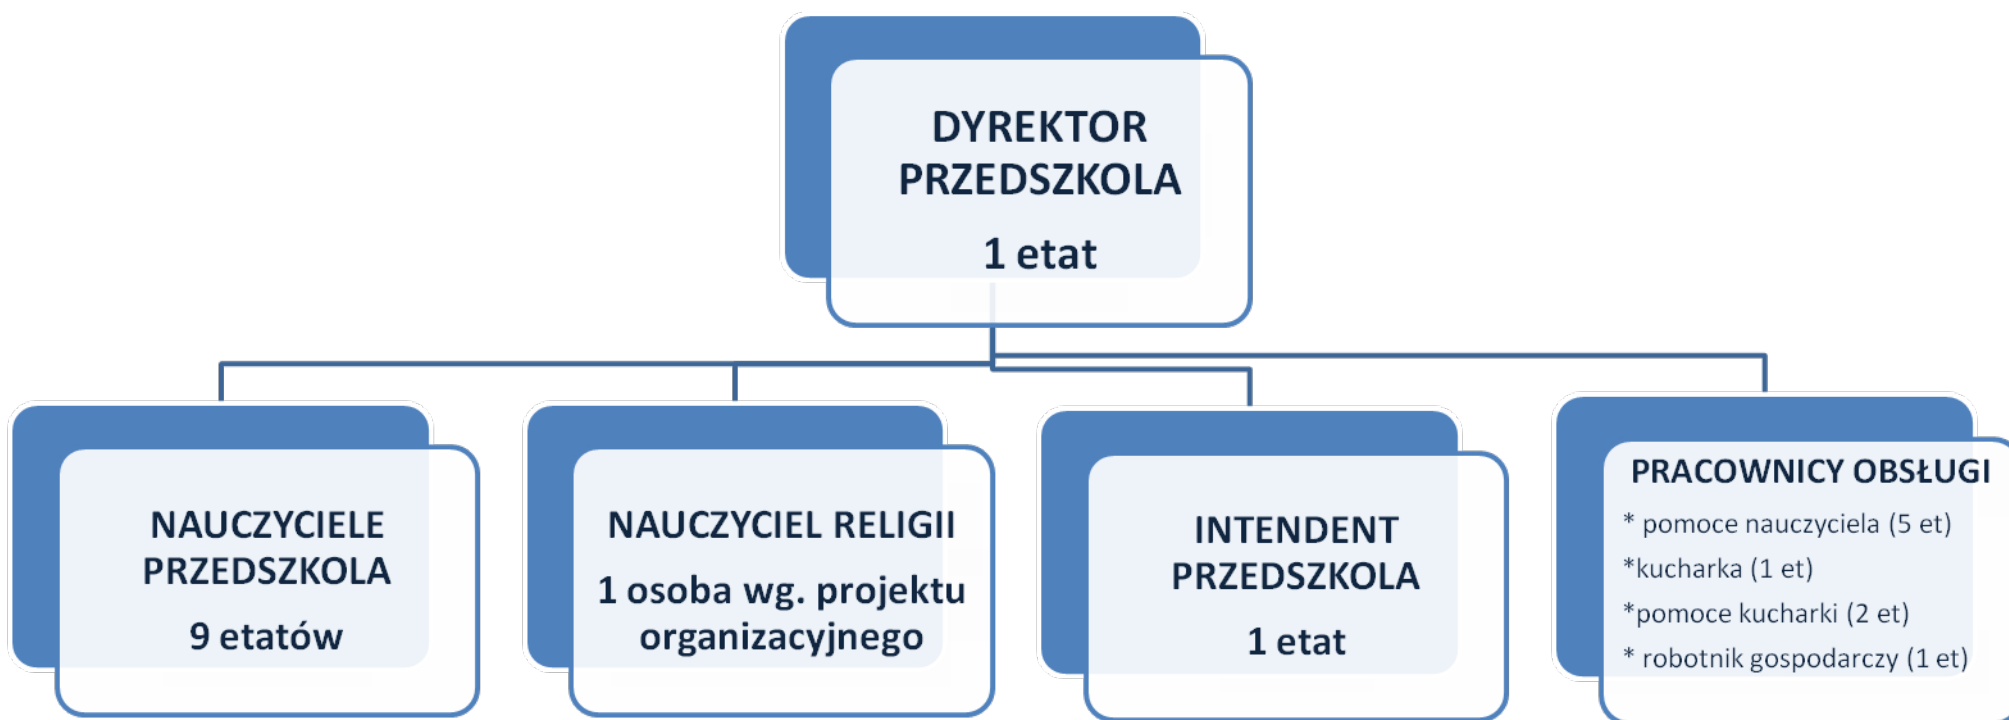 DYREKTOR
PRZEDSZKOLA
1 etat
NAUCZYCIELE
PRZEDSZKOLA
9 etatów
NAUCZYCIEL RELIGII
1 osoba wg. projektu
organizacyjnego
INTENDENT
PRZEDSZKOLA
1 etat
PRACOWNICY OBSŁUGI
* pomoce nauczyciela (5 et)
*kucharka (1 et)
*pomoce kucharki (2 et)
* robotnik gospodarczy (1 et)